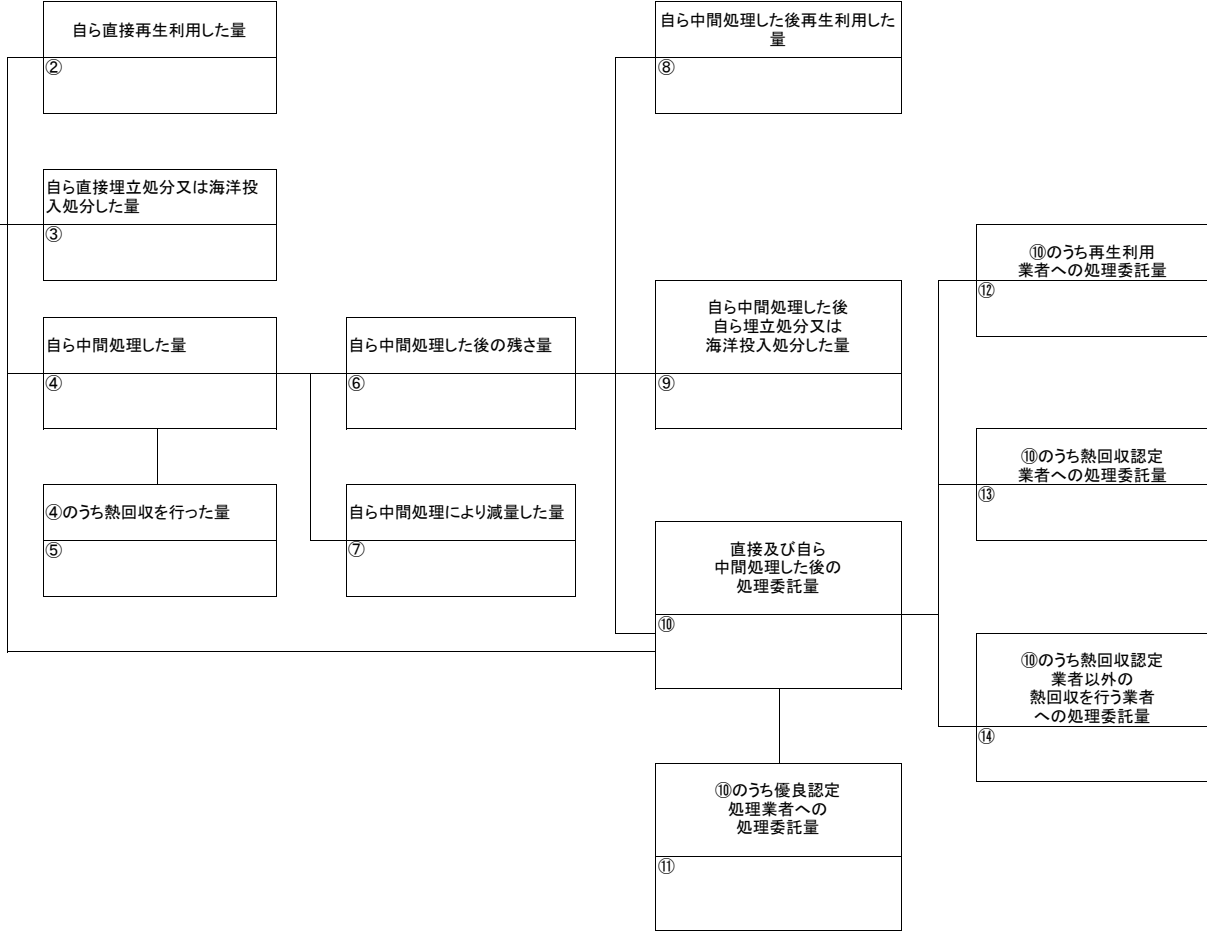 自ら直接再生利用した量
②
自ら直接埋立処分又は海洋投
入処分した量
③
自ら中間処理した量
④
④のうち熱回収を行った量
⑤
自ら中間処理した後の残さ量
⑥
自ら中間処理により減量した量
⑦
自ら中間処理した後再生利用した
量
⑧
自ら中間処理した後
自ら埋立処分又は
海洋投入処分した量
⑨
直接及び自ら
中間処理した後の
処理委託量
⑩
⑩のうち優良認定
処理業者への
処理委託量
⑪
⑩のうち再生利用
業者への処理委託量
⑫
⑩のうち熱回収認定
業者への処理委託量
⑬
⑩のうち熱回収認定
業者以外の
熱回収を行う業者
への処理委託量
⑭